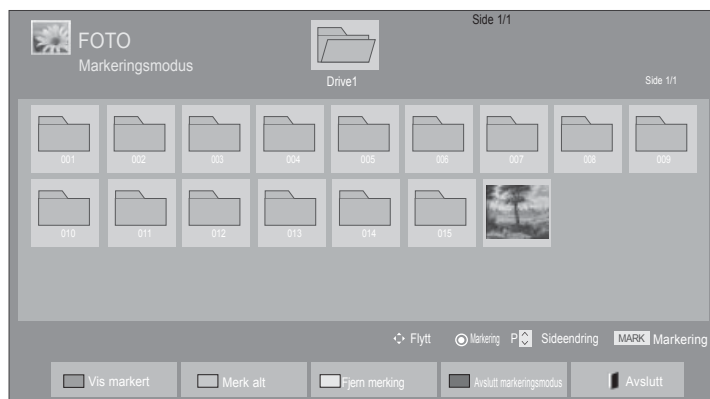 Side 1/1
FOTO
Markeringsmodus
Drive1
Side 1/1
001 002 003 004 005 006 007 008 009
010 011 012 013 014 015
Flytt Markering P Sideendring MARK Markering
Vis markert Merk alt Fjern merking Avslutt markeringsmodus Avslutt